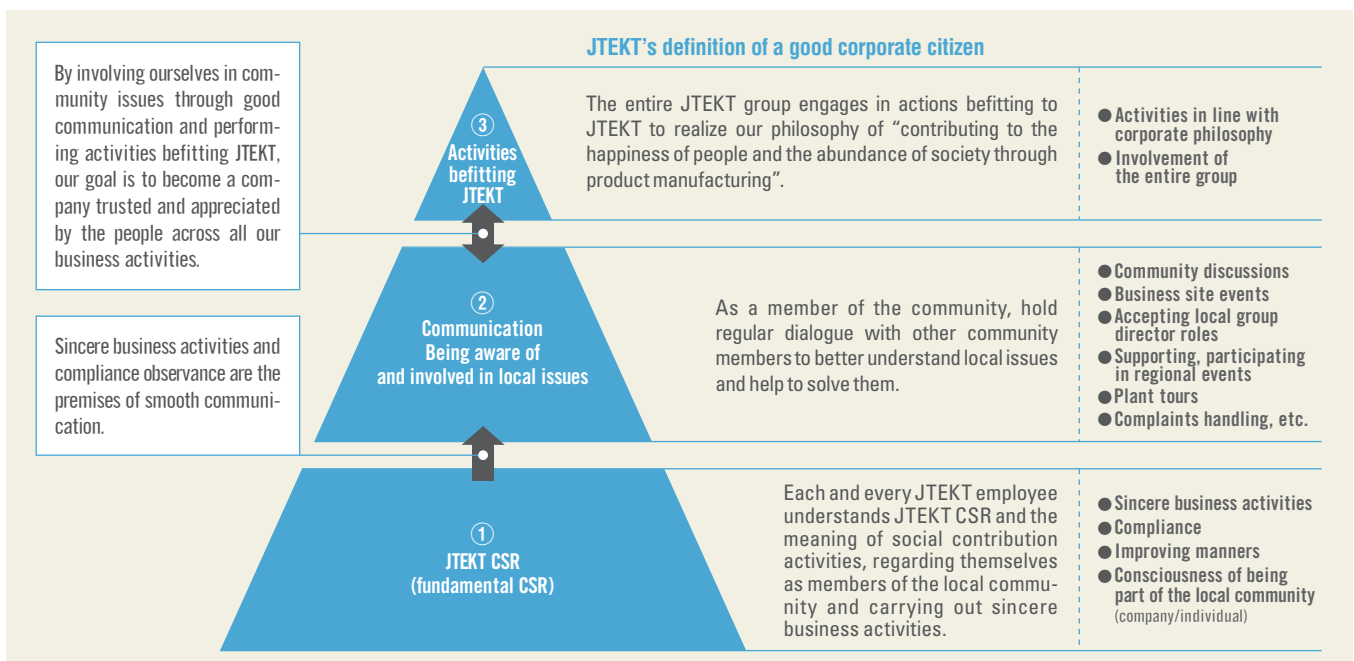 JTEKT's definition of a good corporate citizen
By involving ourselves in com-
munity issues through good
communication and perform-
ing activities befitting JTEKT,
our goal is to become a com-
pany trusted and appreciated
by the people across all our
business activities.
③
Activities
befitting
JTEKT
The entire JTEKT group engages in actions befitting to
JTEKT to realize our philosophy of “contributing to the
happiness of people and the abundance of society through
product manufacturing”.
● Activities in line with
corporate philosophy
● Involvement of
the entire group
Sincere business activities and
compliance observance are the
premises of smooth communi-
cation.
②
Communication
Being aware of
and involved in local issues
As a member of the community, hold
regular dialogue with other community
members to better understand local issues
and help to solve them.
● Community discussions
● Business site events
● Accepting local group
director roles
● Supporting, participating
in regional events
● Plant tours
● Complaints handling, etc.
①
JTEKT CSR
(fundamental CSR)
Each and every JTEKT employee
understands JTEKT CSR and the
meaning of social contribution
activities, regarding themselves
as members of the local commu-
nity and carrying out sincere
business activities.
● Sincere business activities
● Compliance
● Improving manners
● Consciousness of being
part of the local community
(company/individual)